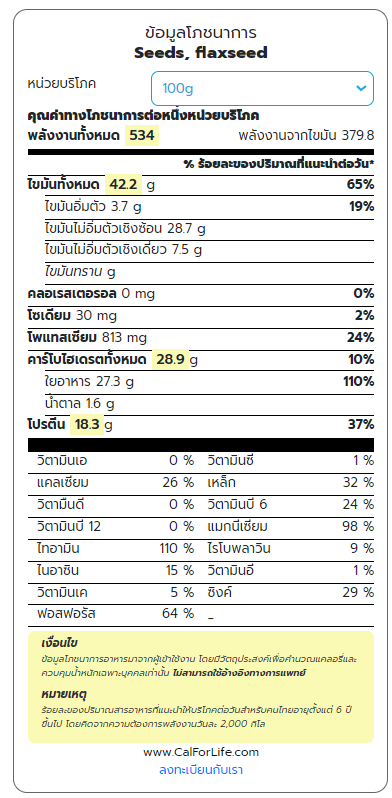 ข้อมูลโภชนาการ
Seeds, flaxseed
หน่วยบริโภค 100g
คุณค่าทางโภชนาการต่อหนึ่งหน่วยบริโภค
พลังงานทั้งหมด 534 พลังงานจากไขมัน 379.8
% ร้อยละของปริมาณที่แนะนำต่อวัน*
ไขมันทั้งหมด 42.2 g 65%
ไขมันอิ่มตัว 3.7 g 19%
ไขมันไม่อิ่มตัวเชิงซ้อน 28.7 g
ไขมันไม่อิ่มตัวเชิงเดี่ยว 7.5 g
ไขมันทราน g
คลอเรสเตอรอล 0 mg 0%
โซเดียม 30 mg 2%
โพแทสเซียม 813 mg 24%
คาร์โบไฮเดรตทั้งหมด 28.9 g 10%
ใยอาหาร 27.3 g 110%
น้ำตาล 1.6 g
โปรตีน 18.3 g 37%
วิตามินเอ 0 % วิตามินซี 1 %
แคลเซียม 26 % เหล็ก 32 %
วิตามืนดี 0 % วิตามินบี 6 24 %
วิตามินบี 12 0 % แมกนีเซียม 98 %
ไทอามิน 110 % ไรโบพลาวิน 9 %
ไนอาซิน 15 % วิตามินอี 1 %
วิตามินเค 5 % ซิงค์ 29 %
ฟอสฟอรัส 64 % _
เงื่อนไข
ข้อมูลโภชนาการอาหารมาจากผู้เข้าใช้งาน โดยมีวัตถุประสงค์เพื่อคำนวณแคลอรี่และ
ควบคุมน้ำหนักเฉพาะบุคคลเท่านั้น ไม่สามารถใช้อ้างอิงทางการแพทย์
หมายเหตุ
ร้อยละของปริมาณสารอาหารที่แนะนำให้บริโภคต่อวันสำหรับคนไทยอายุตั้งแต่ 6 ปี
ขึ้นไป โดยคิดจากความต้องการพลังงานวันละ 2,000 กิโล
www.CalForLife.com
ลงทะเบียนกับเรา